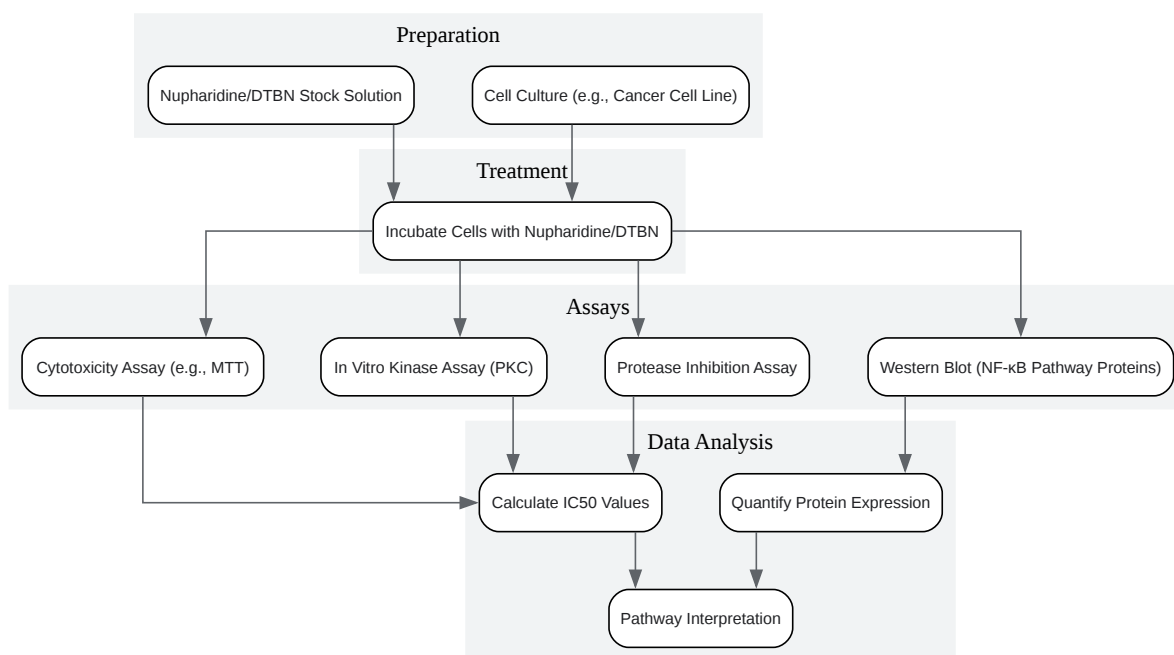 Preparation
Nupharidine/DTBN Stock Solution
Cell Culture (e.g., Cancer Cell Line)
Treatment
Incubate Cells with Nupharidine/DTBN
Assays
Cytotoxicity Assay (e.g., MTT)
In Vitro Kinase Assay (PKC)
Protease Inhibition Assay
Western Blot (NF-κB Pathway Proteins)
Data Analysis
Calculate IC50 Values
Quantify Protein Expression
Pathway Interpretation